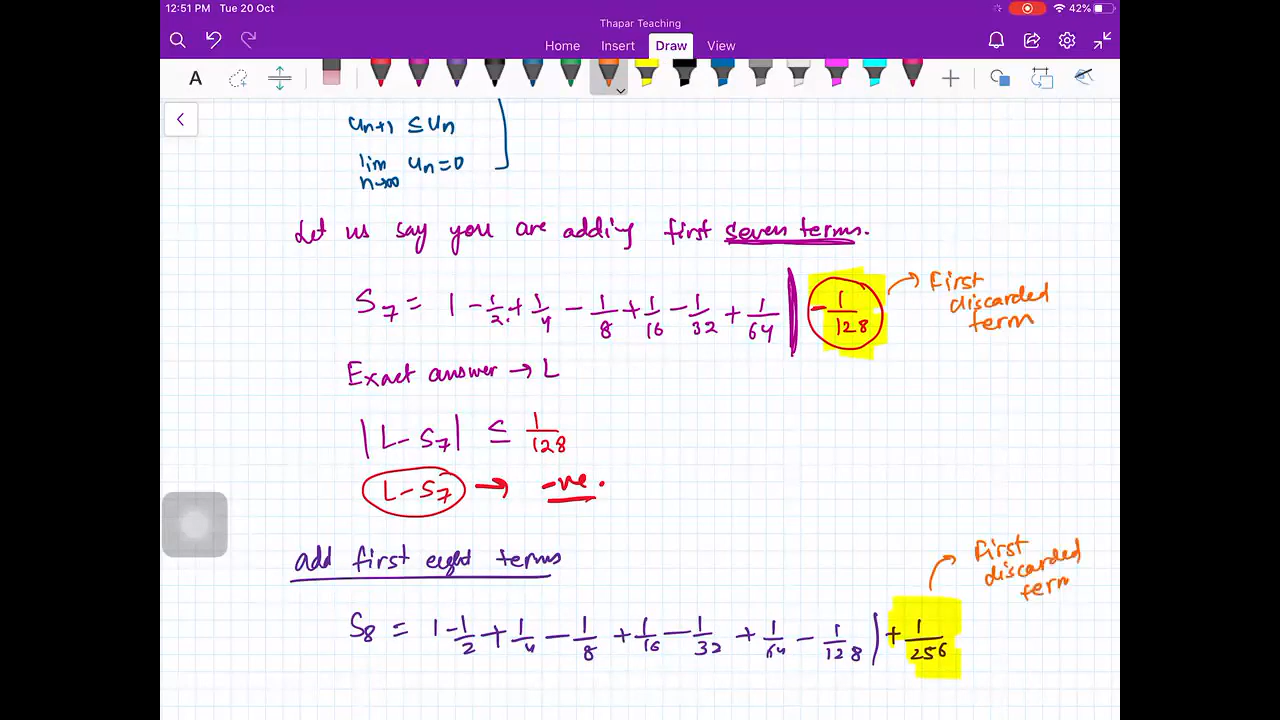 12:51 PM Tue 20 Oct
42%
Thapar Teaching
Home Insert Draw View
A
un+1 ≤ un
lim un = 0
n→∞
Let us say you are adding first seven terms.
S7 = 1 - 1/2 + 1/4 - 1/8 + 1/16 - 1/32 + 1/64 | - 1/128
First
discarded
term
Exact answer → L
|L - S7| ≤ 1/128
L - S7 → -ve.
add first eight terms
First
discarded
term
S8 = 1 - 1/2 + 1/4 - 1/8 + 1/16 - 1/32 + 1/64 - 1/128 | + 1/256